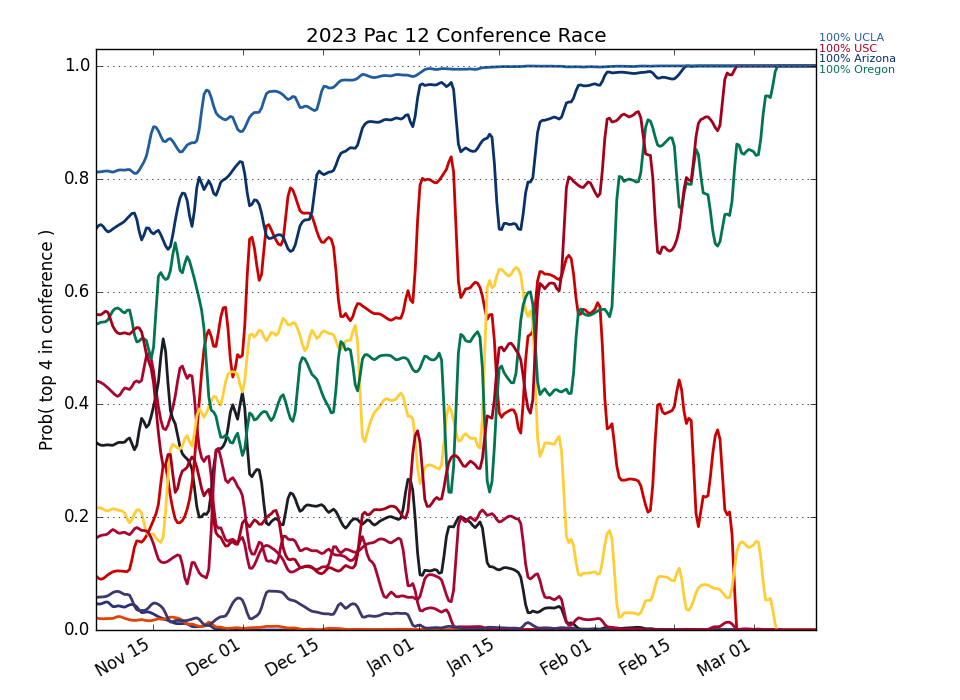 2023 Pac 12 Conference Race
100% UCLA
100% USC
100% Arizona
100% Oregon
1.0
0.8
0.6
0.4
0.2
0.0
Prob( top 4 in conference )
Nov 15
Dec 01
Dec 15
Jan 01
Jan 15
Feb 01
Feb 15
Mar 01